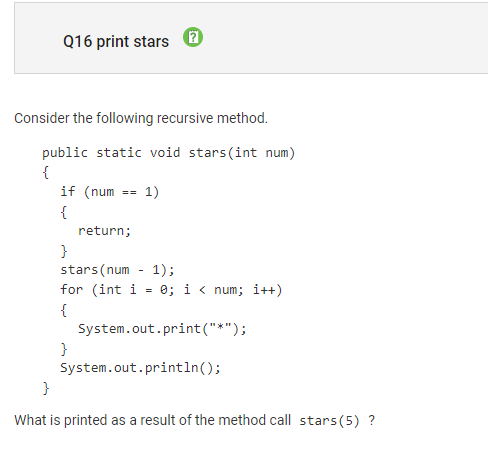 Q16 print stars
Consider the following recursive method.
public static void stars(int num)
{
if (num == 1)
{
return;
}
stars(num - 1);
for (int i = 0; i < num; i++)
{
System.out.print("*");
}
System.out.println();
}
What is printed as a result of the method call stars(5) ?